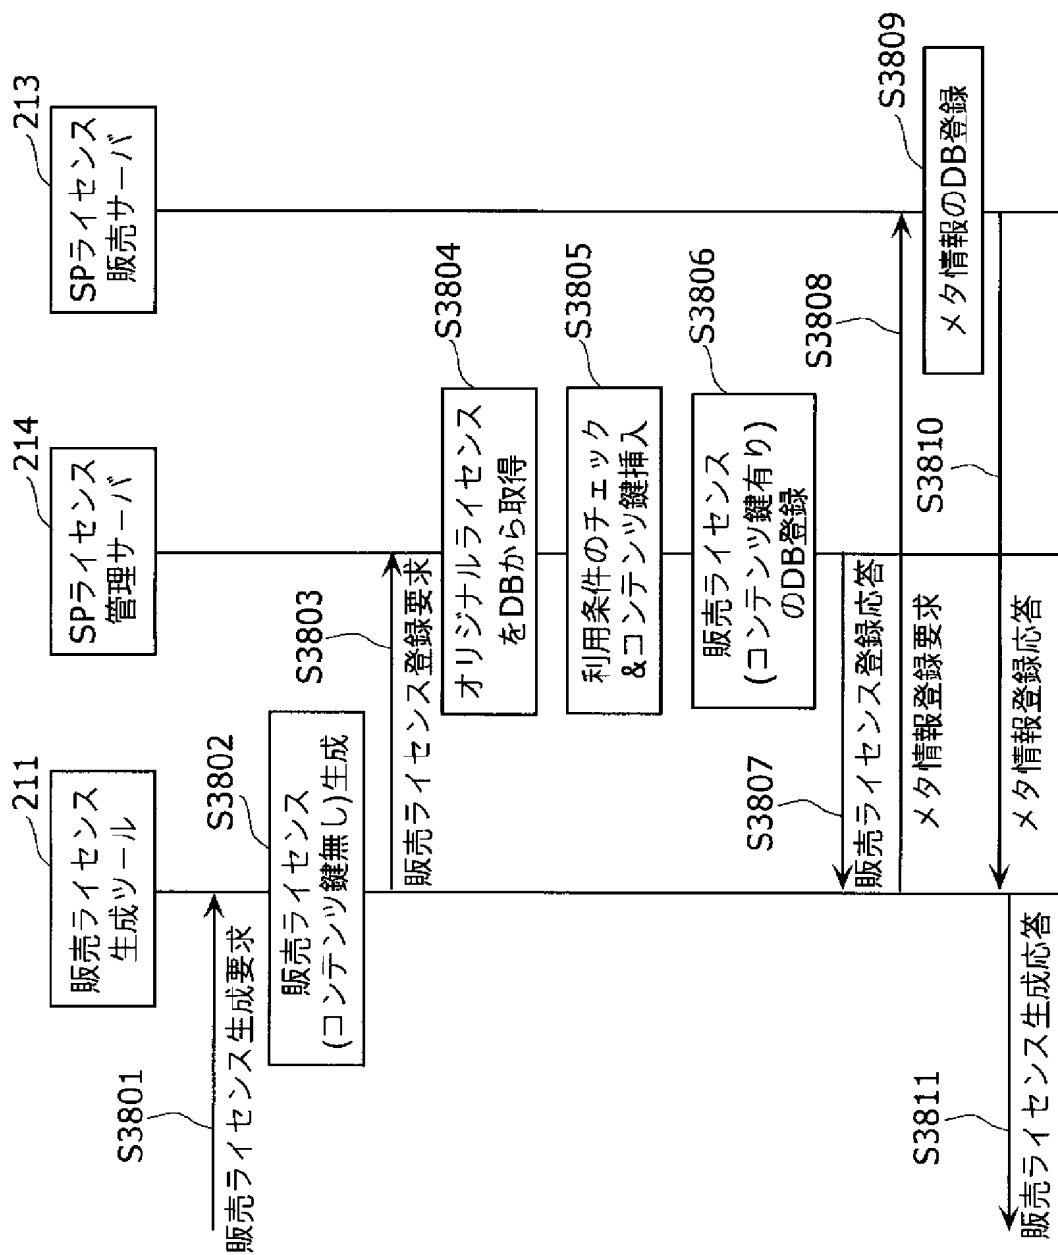 211
販売ライセンス
生成ツール
214
SPライセンス
管理サーバ
213
SPライセンス
販売サーバ
S3801
販売ライセンス生成要求
S3802
販売ライセンス
(コンテンツ鍵無し)生成
S3803
販売ライセンス登録要求
S3804
オリジナルライセンス
をDBから取得
S3805
利用条件のチェック
&コンテンツ鍵挿入
S3806
販売ライセンス
(コンテンツ鍵有り)
のDB登録
S3807
販売ライセンス登録応答
S3808
メタ情報登録要求
S3809
メタ情報のDB登録
S3810
メタ情報登録応答
S3811
販売ライセンス生成応答